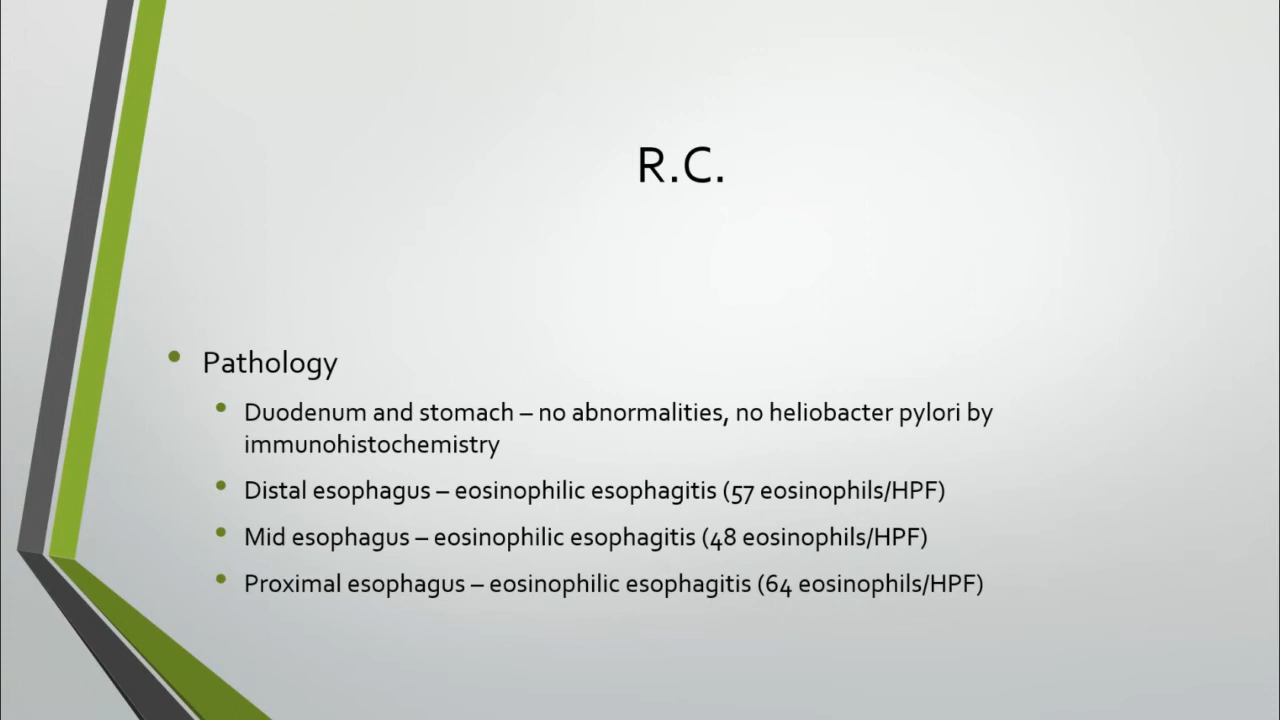 R.C.
• Pathology
• Duodenum and stomach – no abnormalities, no heliobacter pylori by
immunohistochemistry
• Distal esophagus – eosinophilic esophagitis (57 eosinophils/HPF)
• Mid esophagus – eosinophilic esophagitis (48 eosinophils/HPF)
• Proximal esophagus – eosinophilic esophagitis (64 eosinophils/HPF)